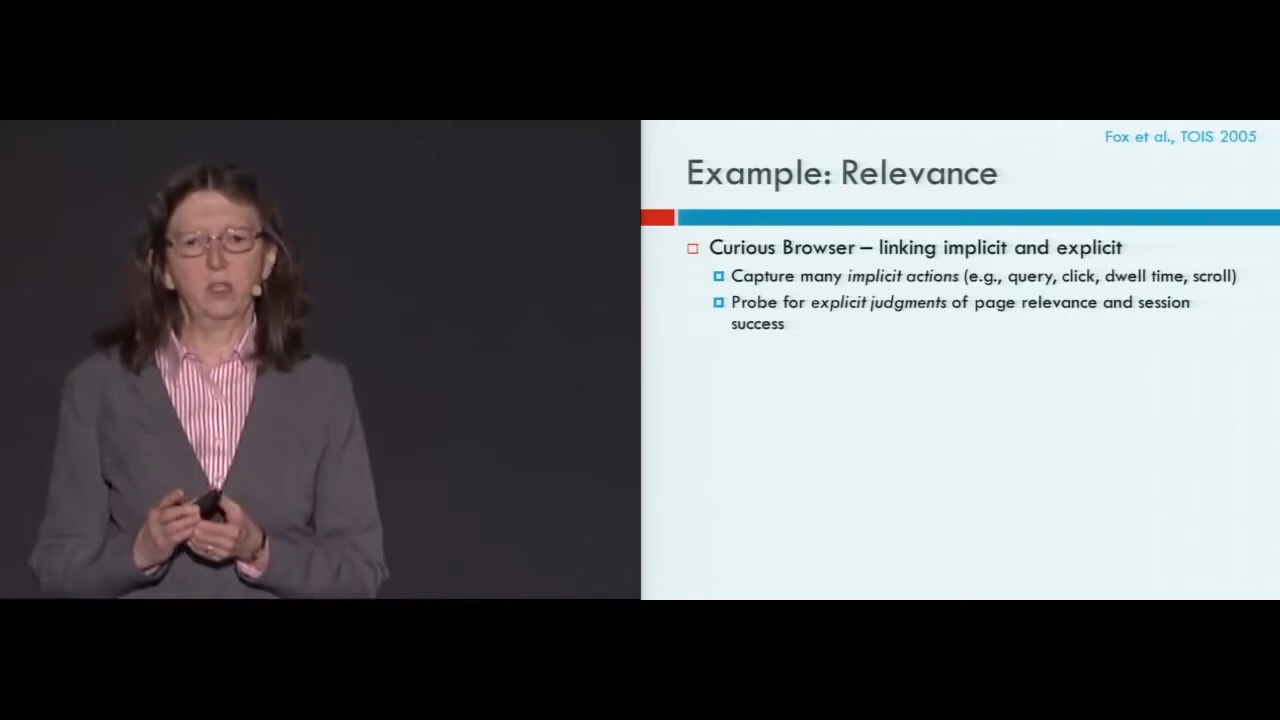 Fox et al., TOIS 2005
Example: Relevance
Curious Browser – linking implicit and explicit
Capture many implicit actions (e.g., query, click, dwell time, scroll)
Probe for explicit judgments of page relevance and session
success